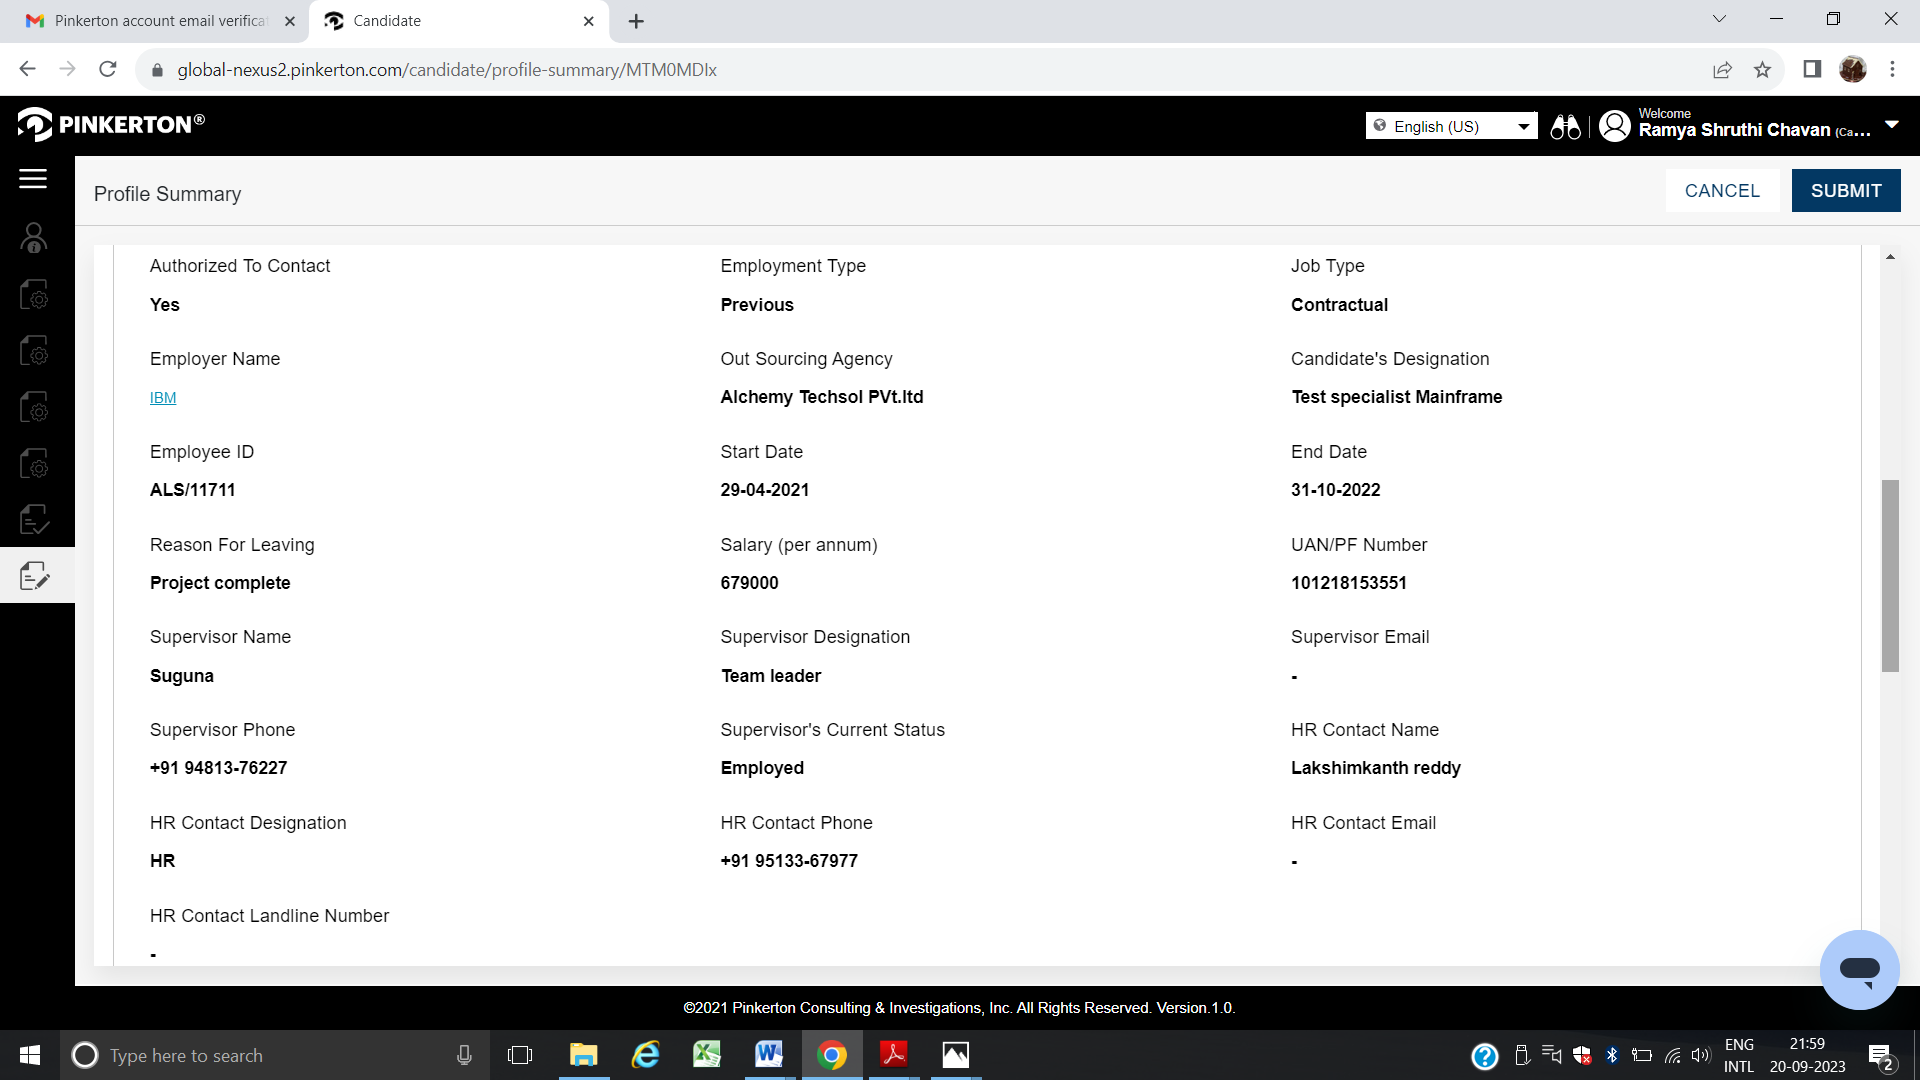 Pinkerton account email verificat
Candidate
global-nexus2.pinkerton.com/candidate/profile-summary/MTM0MDIx
PINKERTON®
English (US)
Welcome
Ramya Shruthi Chavan (Ca...
Profile Summary
CANCEL
SUBMIT
Authorized To Contact
Employment Type
Job Type
Yes
Previous
Contractual
Employer Name
Out Sourcing Agency
Candidate's Designation
IBM
Alchemy Techsol PVt.ltd
Test specialist Mainframe
Employee ID
Start Date
End Date
ALS/11711
29-04-2021
31-10-2022
Reason For Leaving
Salary (per annum)
UAN/PF Number
Project complete
679000
101218153551
Supervisor Name
Supervisor Designation
Supervisor Email
Suguna
Team leader
-
Supervisor Phone
Supervisor's Current Status
HR Contact Name
+91 94813-76227
Employed
Lakshimkanth reddy
HR Contact Designation
HR Contact Phone
HR Contact Email
HR
+91 95133-67977
-
HR Contact Landline Number
-
©2021 Pinkerton Consulting & Investigations, Inc. All Rights Reserved. Version.1.0.
Type here to search
ENG
INTL
21:59
20-09-2023
2